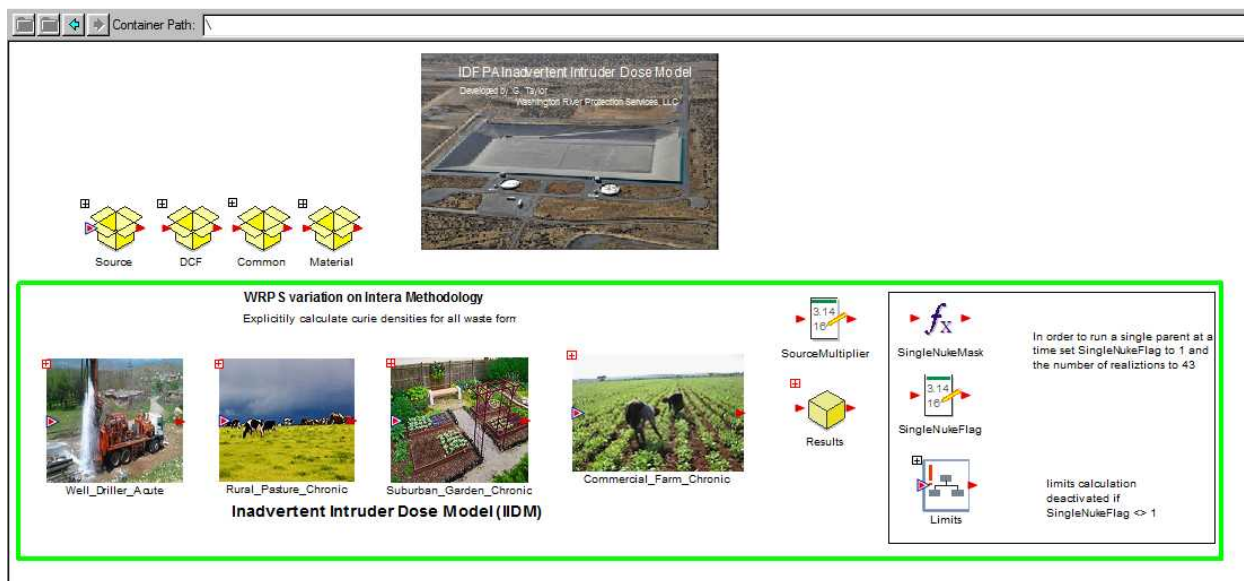 Container Path: \
IDF PA Inadvertent Intruder Dose Model
Developed by: G. Taylor
Washington River Protection Services, LLC
Source
DCF
Common
Material
WRPS variation on Intera Methodology
Explicitily calculate curie densities for all waste form
3.14
16
SourceMultiplier
fx
SingleNukeMask
In order to run a single parent at a
time set SingleNukeFlag to 1 and
the number of realiztions to 43
3.14
16
SingleNukeFlag
Results
Well_Driller_Acute
Rural_Pasture_Chronic
Suburban_Garden_Chronic
Commercial_Farm_Chronic
Inadvertent Intruder Dose Model (IIDM)
Limits
limits calculation
deactivated if
SingleNukeFlag <> 1